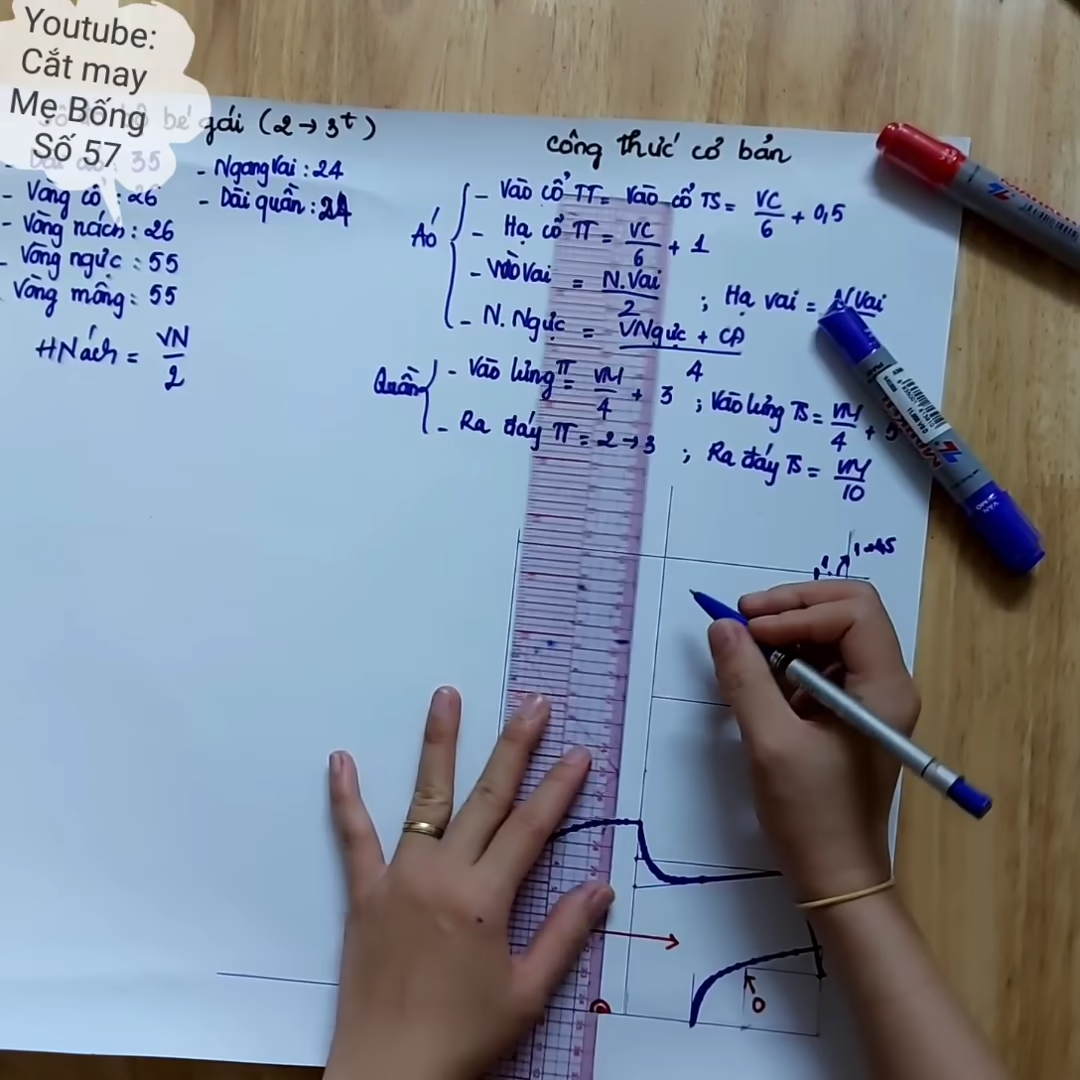 Youtube:
Cắt may
Mẹ Bống
Số 57
bé gái (2 → 3t)
35
- Vòng cổ : 26
- Vòng nách : 26
- Vòng ngực : 55
Vòng mông : 55
HNách = VN/2
- Ngang vai : 24
- Dài quần : 24
công thức cơ bản
Áo
- Vào cổ TT = Vào cổ TS = VC/6 + 0,5
- Hạ cổ TT = VC/6 + 1
- Vào Vai = N.Vai/2 ; Hạ vai = N Vai
- N. Ngực = VNgực + CĐ/4
Quần
- Vào lưng TT = VM/4 + 3 ; Vào lưng TS = VM/4 + 5
- Ra đáy TT = 2 → 3 ; Ra đáy TS = VM/10